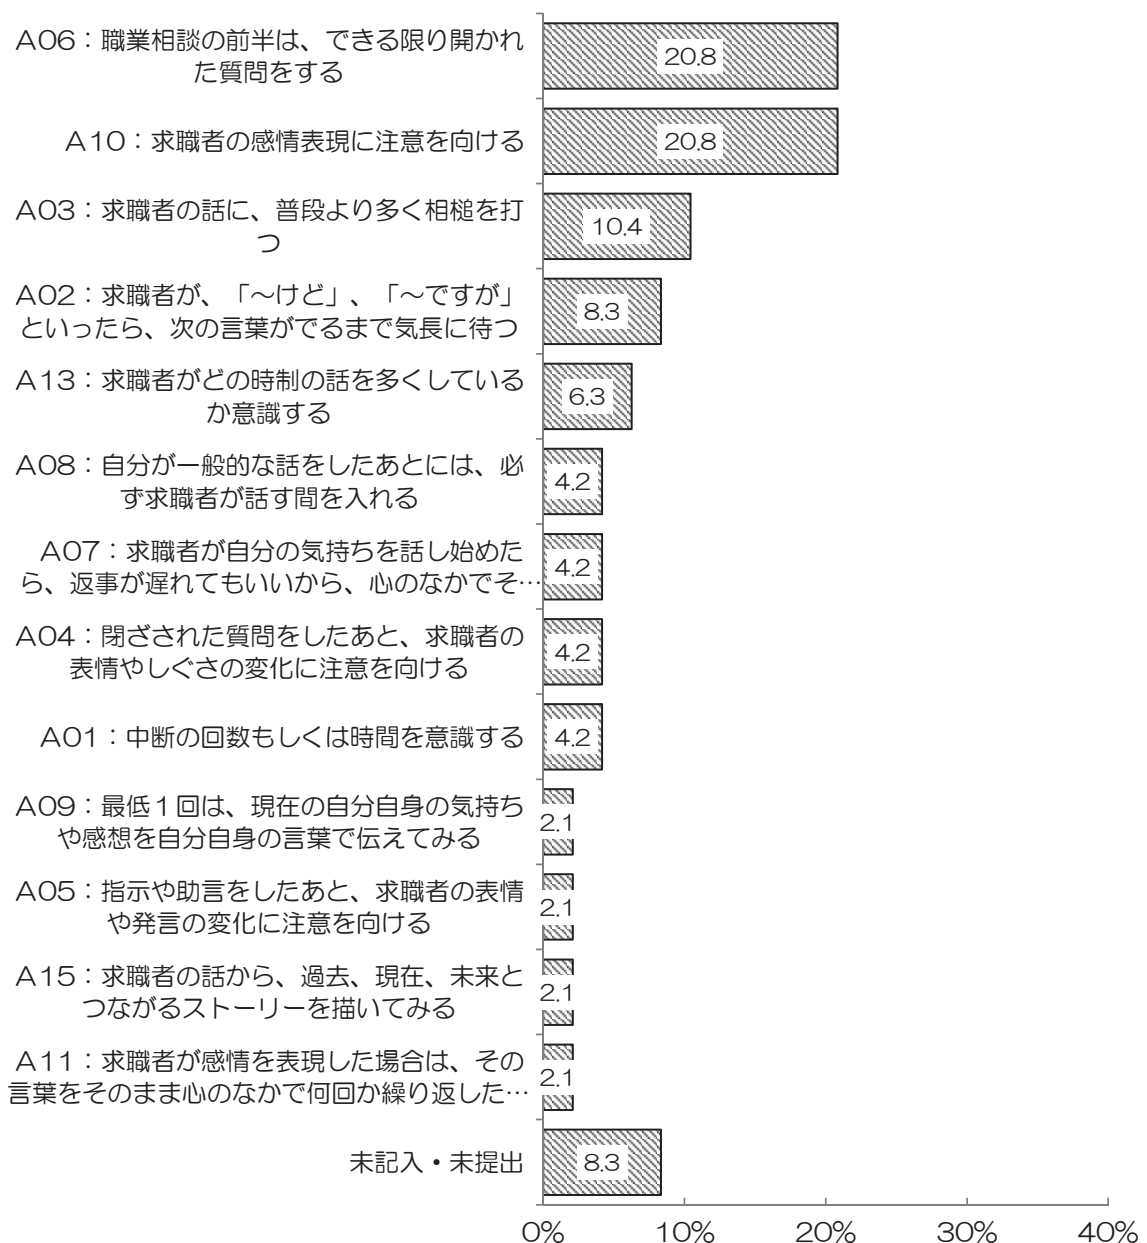 A06：職業相談の前半は、できる限り開かれ
た質問をする
20.8
A10：求職者の感情表現に注意を向ける
20.8
A03：求職者の話に、普段より多く相槌を打
つ
10.4
A02：求職者が、「～けど」、「～ですが」
といったら、次の言葉がでるまで気長に待つ
8.3
A13：求職者がどの時制の話を多くしている
か意識する
6.3
A08：自分が一般的な話をしたあとには、必
ず求職者が話す間を入れる
4.2
A07：求職者が自分の気持ちを話し始めた
ら、返事が遅れてもいいから、心のなかでそ…
4.2
A04：閉ざされた質問をしたあと、求職者の
表情やしぐさの変化に注意を向ける
4.2
A01：中断の回数もしくは時間を意識する
4.2
A09：最低１回は、現在の自分自身の気持ち
や感想を自分自身の言葉で伝えてみる
2.1
A05：指示や助言をしたあと、求職者の表情
や発言の変化に注意を向ける
2.1
A15：求職者の話から、過去、現在、未来と
つながるストーリーを描いてみる
2.1
A11：求職者が感情を表現した場合は、その
言葉をそのまま心のなかで何回か繰り返した…
2.1
未記入・未提出
8.3
0%
10%
20%
30%
40%